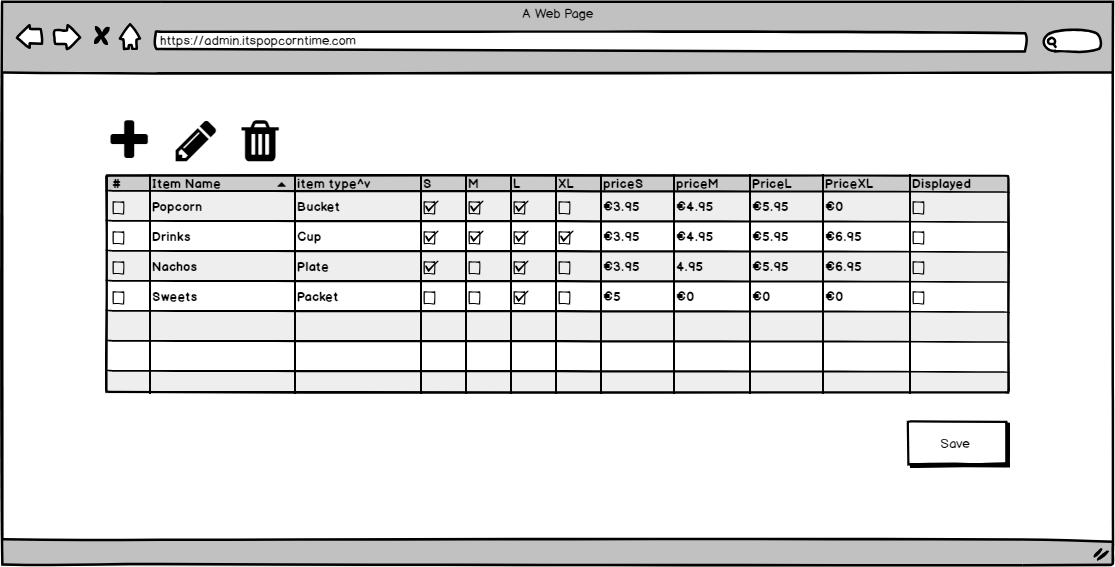 A Web Page
https://admin.itspopcorntime.com
# Item Name item type^v S M L XL priceS priceM PriceL PriceXL Displayed
Popcorn Bucket €3.95 €4.95 €5.95 €0
Drinks Cup €3.95 €4.95 €5.95 €6.95
Nachos Plate €3.95 4.95 €5.95 €6.95
Sweets Packet €5 €0 €0 €0
Save